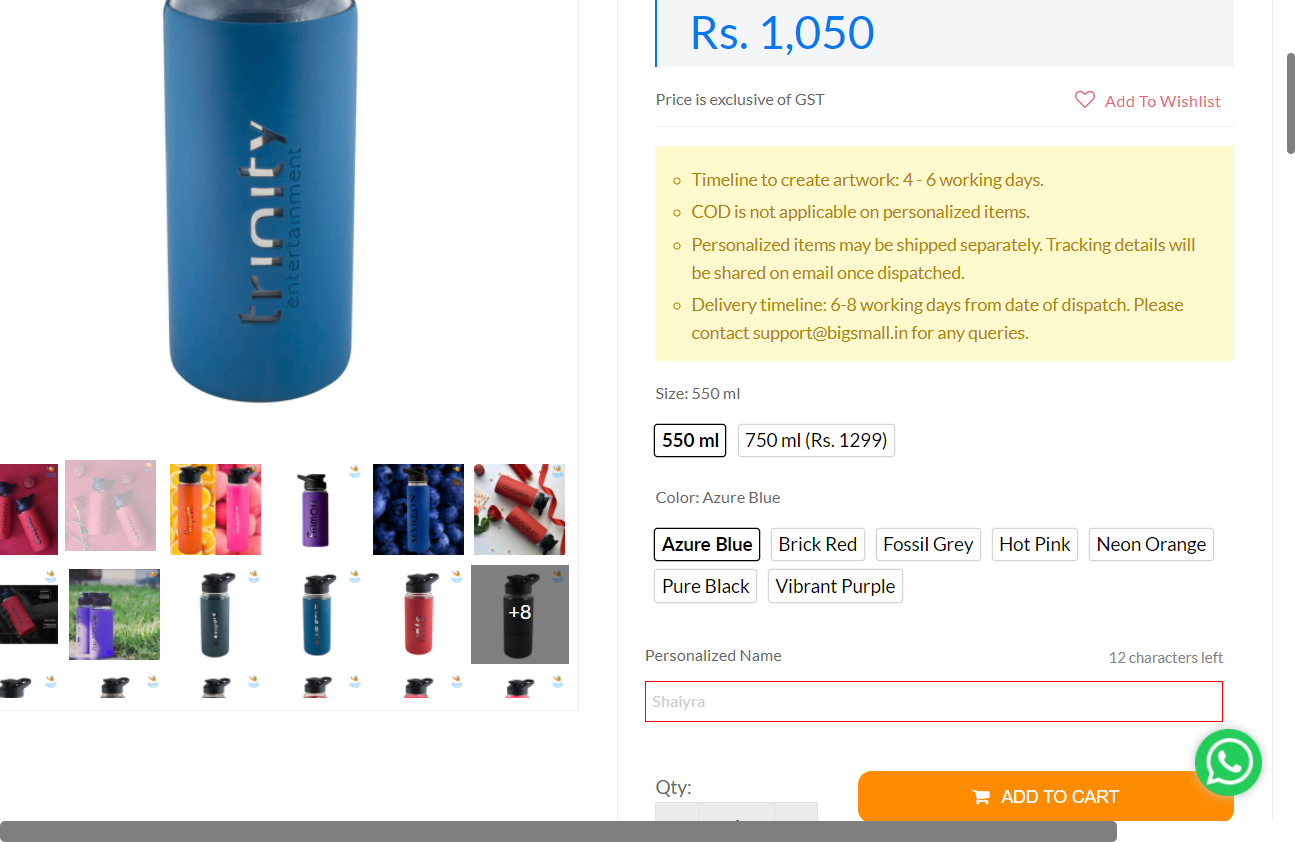 Rs. 1,050
Price is exclusive of GST
Add To Wishlist
trinity
entertainment
Timeline to create artwork: 4 - 6 working days.
COD is not applicable on personalized items.
Personalized items may be shipped separately. Tracking details will
be shared on email once dispatched.
Delivery timeline: 6-8 working days from date of dispatch. Please
contact support@bigsmall.in for any queries.
Size: 550 ml
550 ml
750 ml (Rs. 1299)
Color: Azure Blue
Azure Blue
Brick Red
Fossil Grey
Hot Pink
Neon Orange
Pure Black
Vibrant Purple
+8
Personalized Name
12 characters left
Shaiyra
Qty:
ADD TO CART